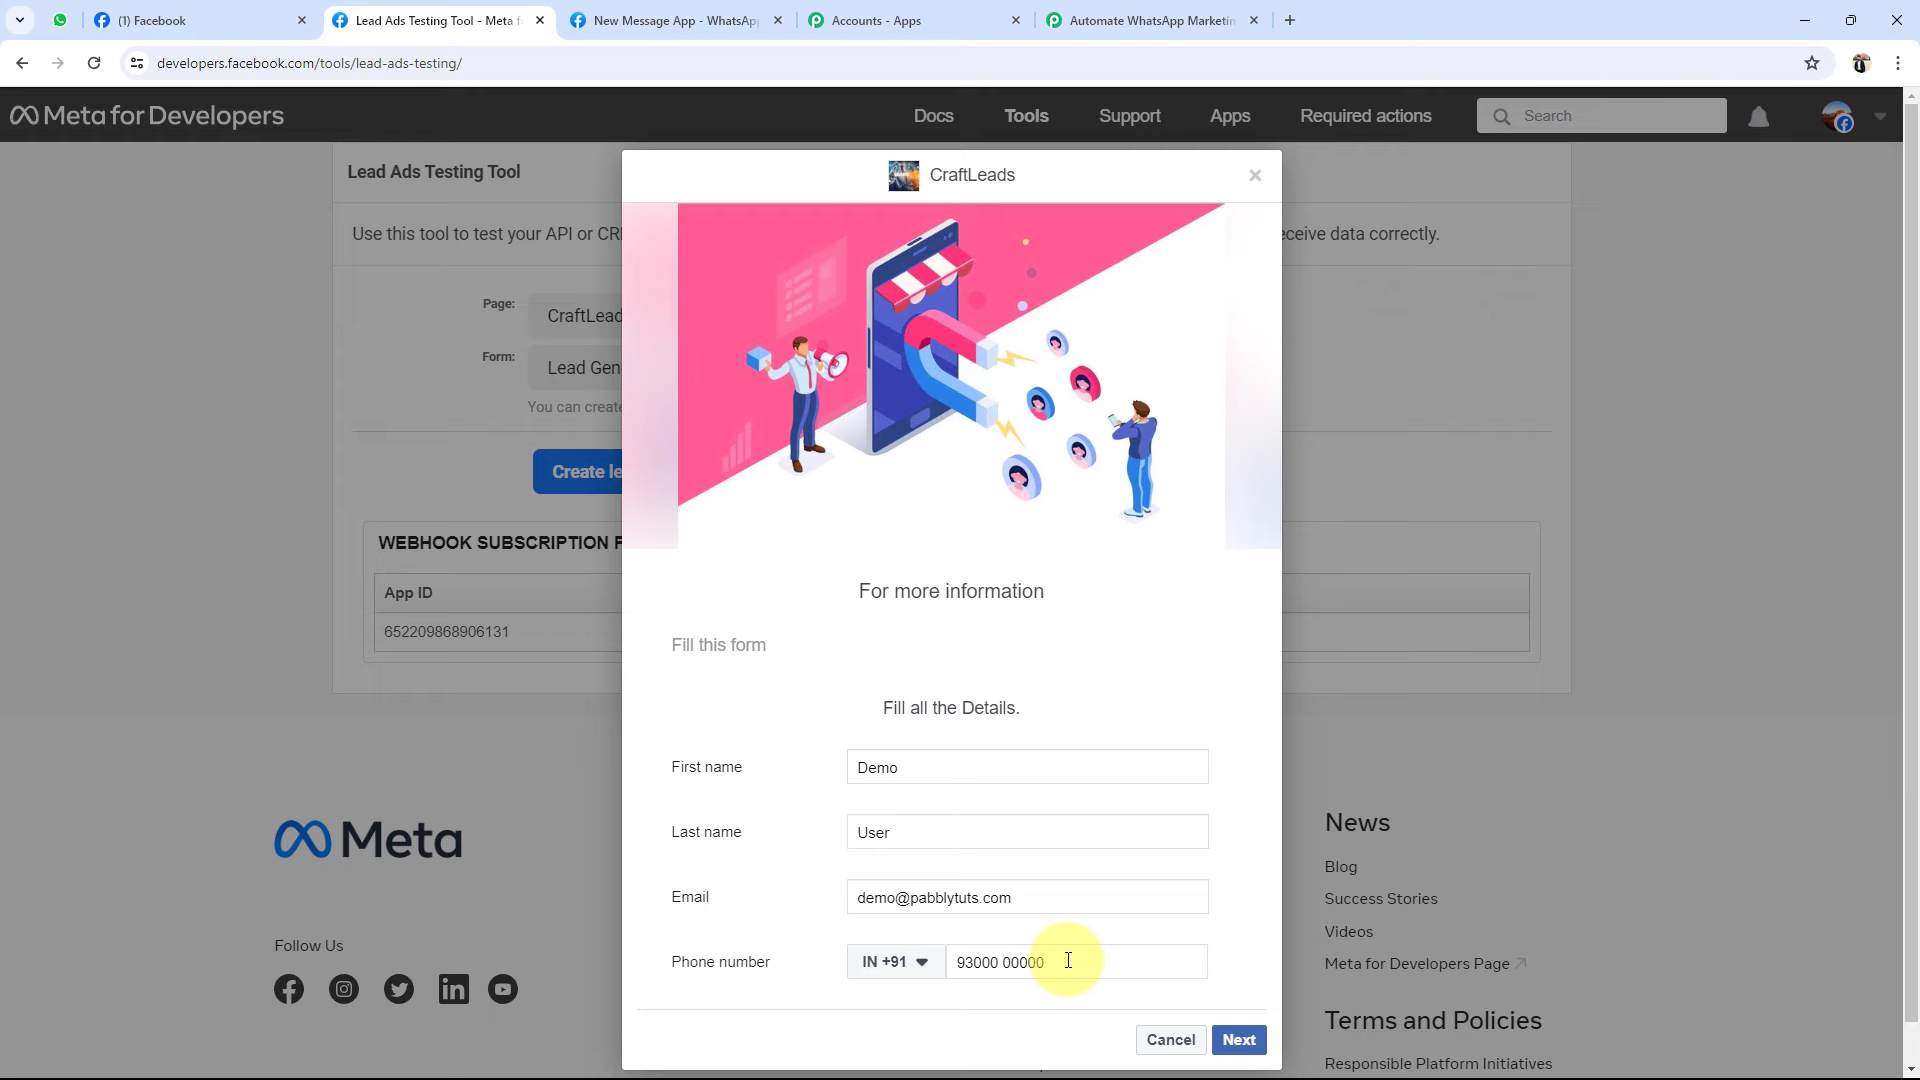 (1) Facebook
Lead Ads Testing Tool - Meta f
New Message App - WhatsAp
Accounts - Apps
Automate WhatsApp Marketin
developers.facebook.com/tools/lead-ads-testing/
Meta for Developers
Docs
Tools
Support
Apps
Required actions
Search
Lead Ads Testing Tool
CraftLeads
Use this tool to test your API or CR
eceive data correctly.
Page:
CraftLead
Form:
Lead Gen
You can create
Create le
WEBHOOK SUBSCRIPTION F
App ID
652209868906131
For more information
Fill this form
Fill all the Details.
First name
Demo
Last name
User
Email
demo@pabblytuts.com
Phone number
IN +91
93000 00000
Cancel
Next
Meta
Follow Us
News
Blog
Success Stories
Videos
Meta for Developers Page
Terms and Policies
Responsible Platform Initiatives